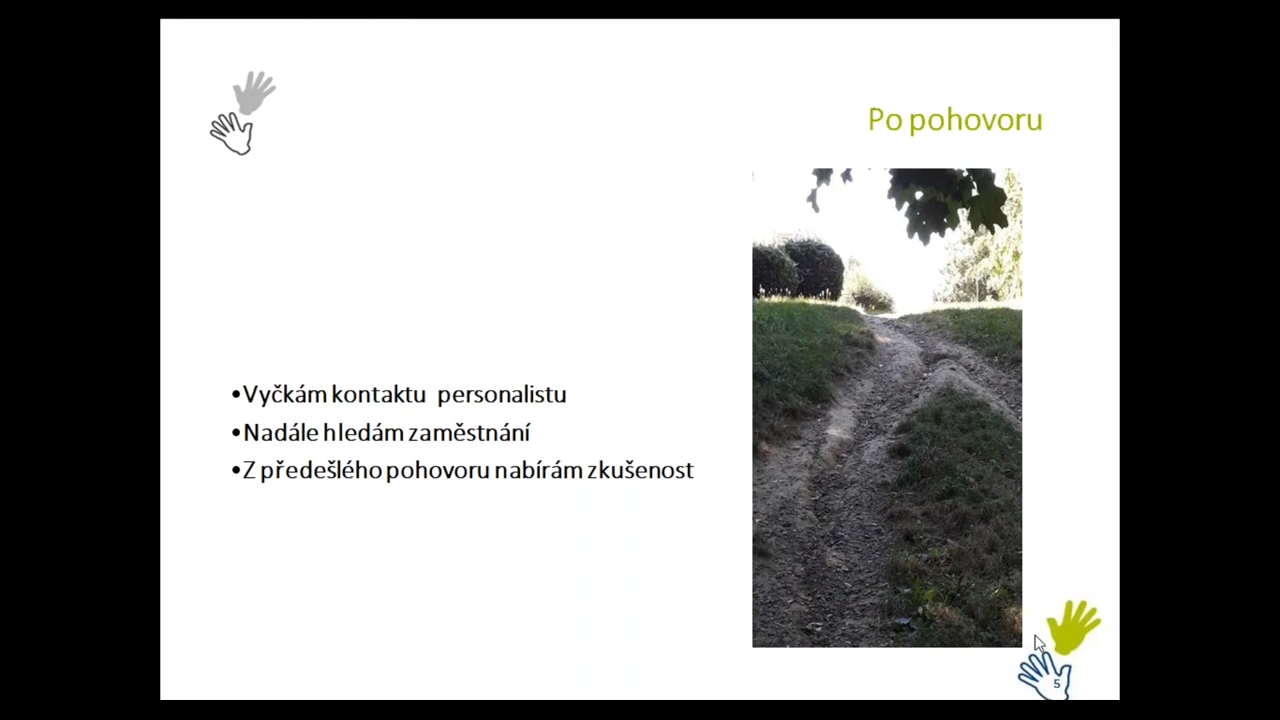 Po pohovoru
•Vyčkám kontaktu personalistu
•Nadále hledám zaměstnání
•Z předešlého pohovoru nabírám zkušenost
5